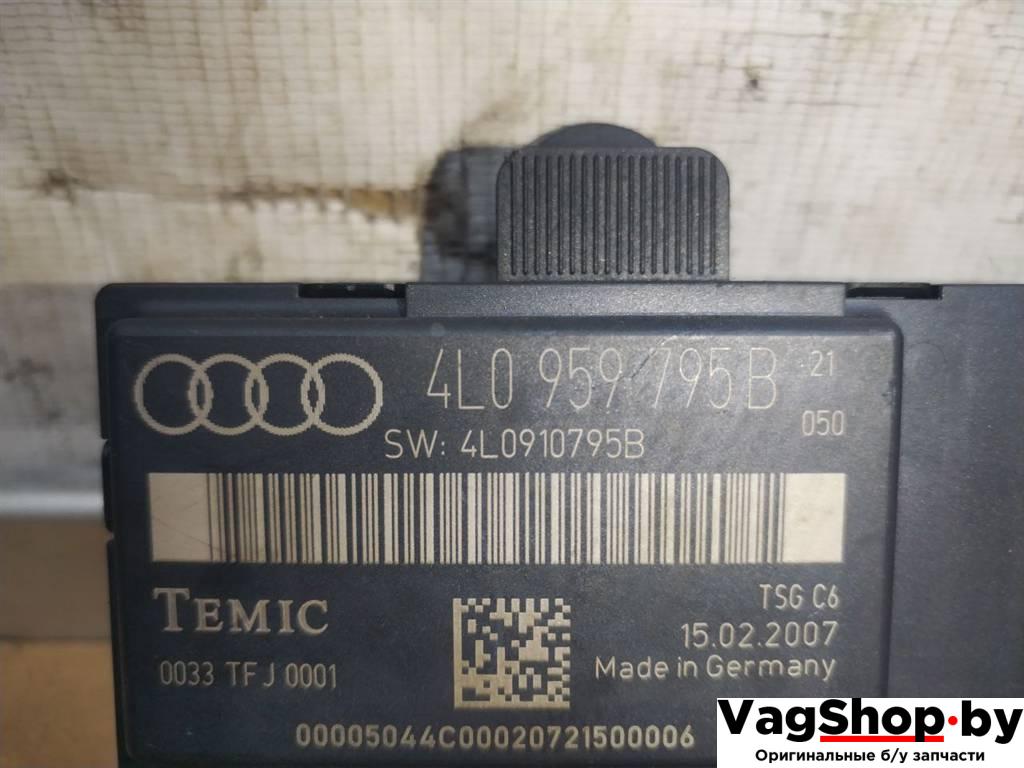 4L0 959 795B 21
050
SW: 4L0910795B
TEMIC
TSG C6
15.02.2007
0033 TFJ 0001
Made in Germany
00005044C00020721500006
VagShop.by
Оригинальные б/у запчасти